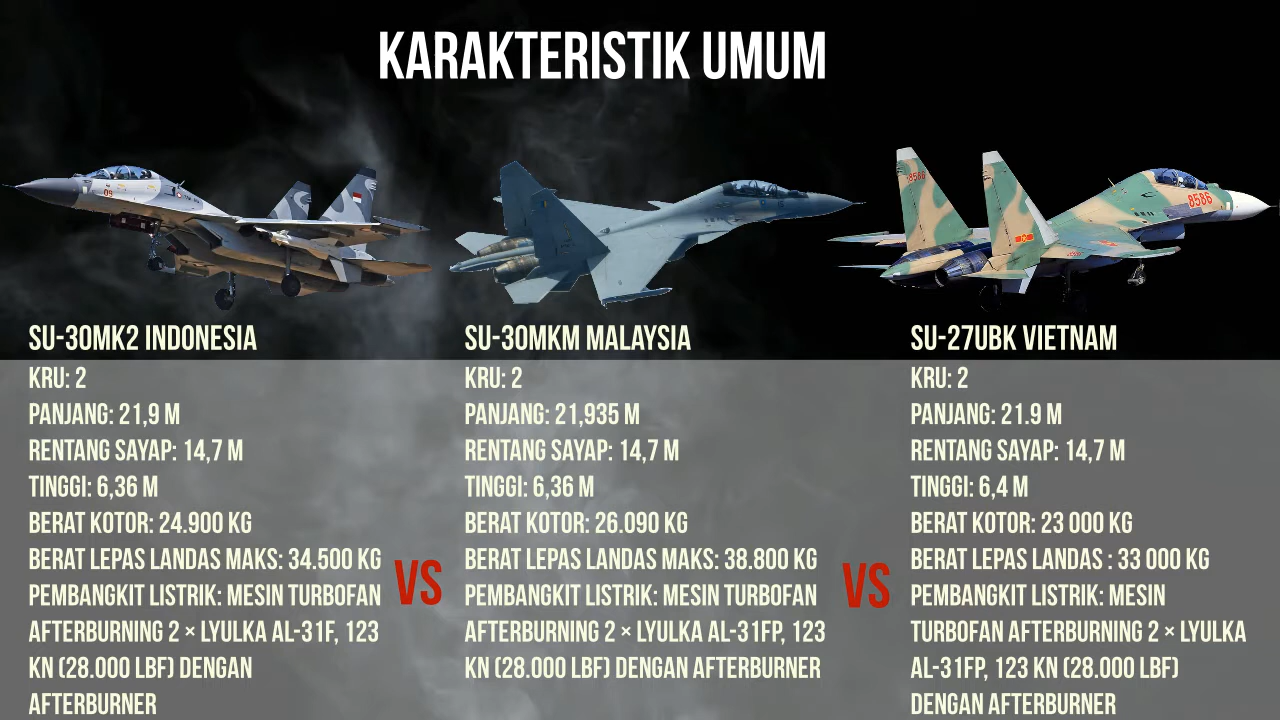 KARAKTERISTIK UMUM
09
8586
8586
SU-30MK2 INDONESIA
KRU: 2
PANJANG: 21,9 M
RENTANG SAYAP: 14,7 M
TINGGI: 6,36 M
BERAT KOTOR: 24.900 KG
BERAT LEPAS LANDAS MAKS: 34.500 KG
PEMBANGKIT LISTRIK: MESIN TURBOFAN
AFTERBURNING 2 × LYULKA AL-31F, 123
KN (28.000 LBF) DENGAN
AFTERBURNER
VS
SU-30MKM MALAYSIA
KRU: 2
PANJANG: 21,935 M
RENTANG SAYAP: 14,7 M
TINGGI: 6,36 M
BERAT KOTOR: 26.090 KG
BERAT LEPAS LANDAS MAKS: 38.800 KG
PEMBANGKIT LISTRIK: MESIN TURBOFAN
AFTERBURNING 2 × LYULKA AL-31FP, 123
KN (28.000 LBF) DENGAN AFTERBURNER
VS
SU-27UBK VIETNAM
KRU: 2
PANJANG: 21.9 M
RENTANG SAYAP: 14,7 M
TINGGI: 6,4 M
BERAT KOTOR: 23 000 KG
BERAT LEPAS LANDAS : 33 000 KG
PEMBANGKIT LISTRIK: MESIN
TURBOFAN AFTERBURNING 2 × LYULKA
AL-31FP, 123 KN (28.000 LBF)
DENGAN AFTERBURNER